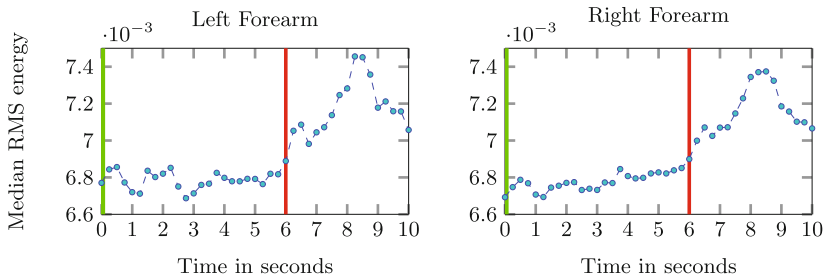 Left Forearm
Right Forearm
·10⁻³
·10⁻³
Median RMS energy
7.4
7.2
7
6.8
6.6
0 1 2 3 4 5 6 7 8 9 10
Time in seconds
7.4
7.2
7
6.8
6.6
0 1 2 3 4 5 6 7 8 9 10
Time in seconds